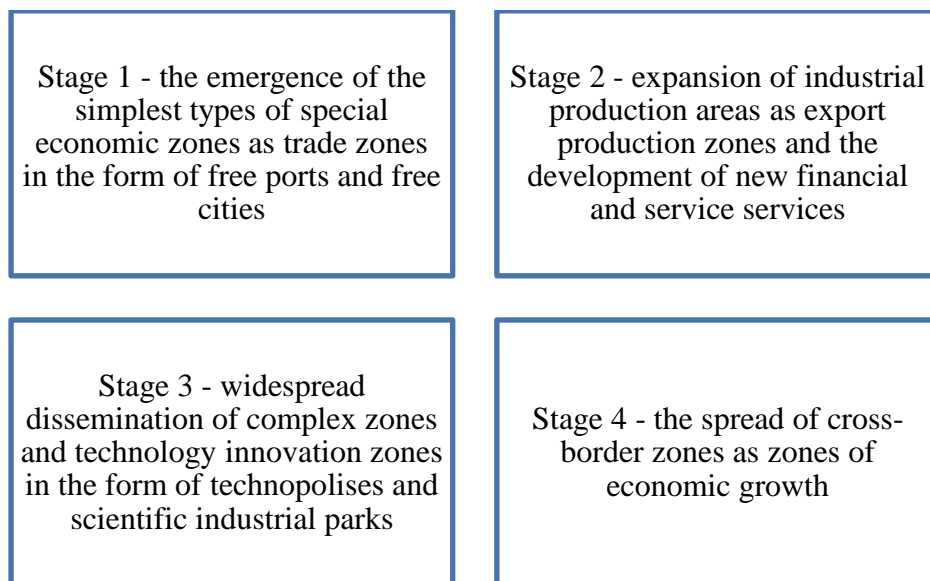 Stage 1 - the emergence of the
simplest types of special
economic zones as trade zones
in the form of free ports and free
cities
Stage 2 - expansion of industrial
production areas as export
production zones and the
development of new financial
and service services
Stage 3 - widespread
dissemination of complex zones
and technology innovation zones
in the form of technopolises and
scientific industrial parks
Stage 4 - the spread of cross-
border zones as zones of
economic growth